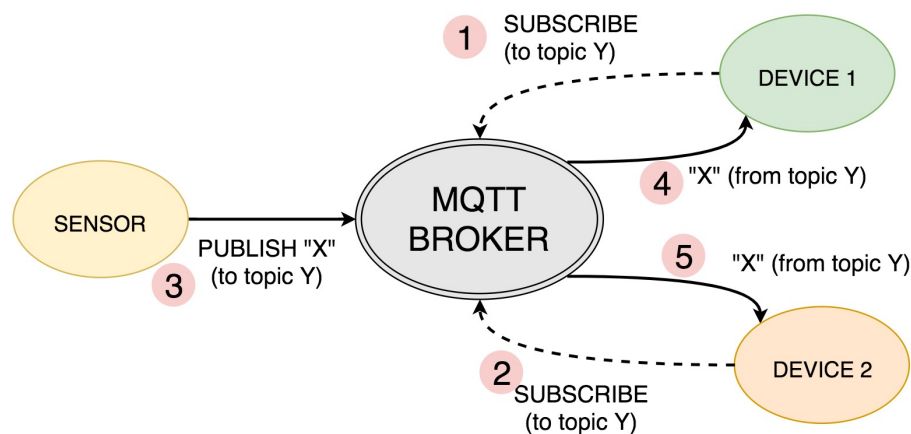 1
SUBSCRIBE
(to topic Y)
DEVICE 1
4
"X" (from topic Y)
SENSOR
MQTT
BROKER
3
PUBLISH "X"
(to topic Y)
5
"X" (from topic Y)
2
SUBSCRIBE
(to topic Y)
DEVICE 2